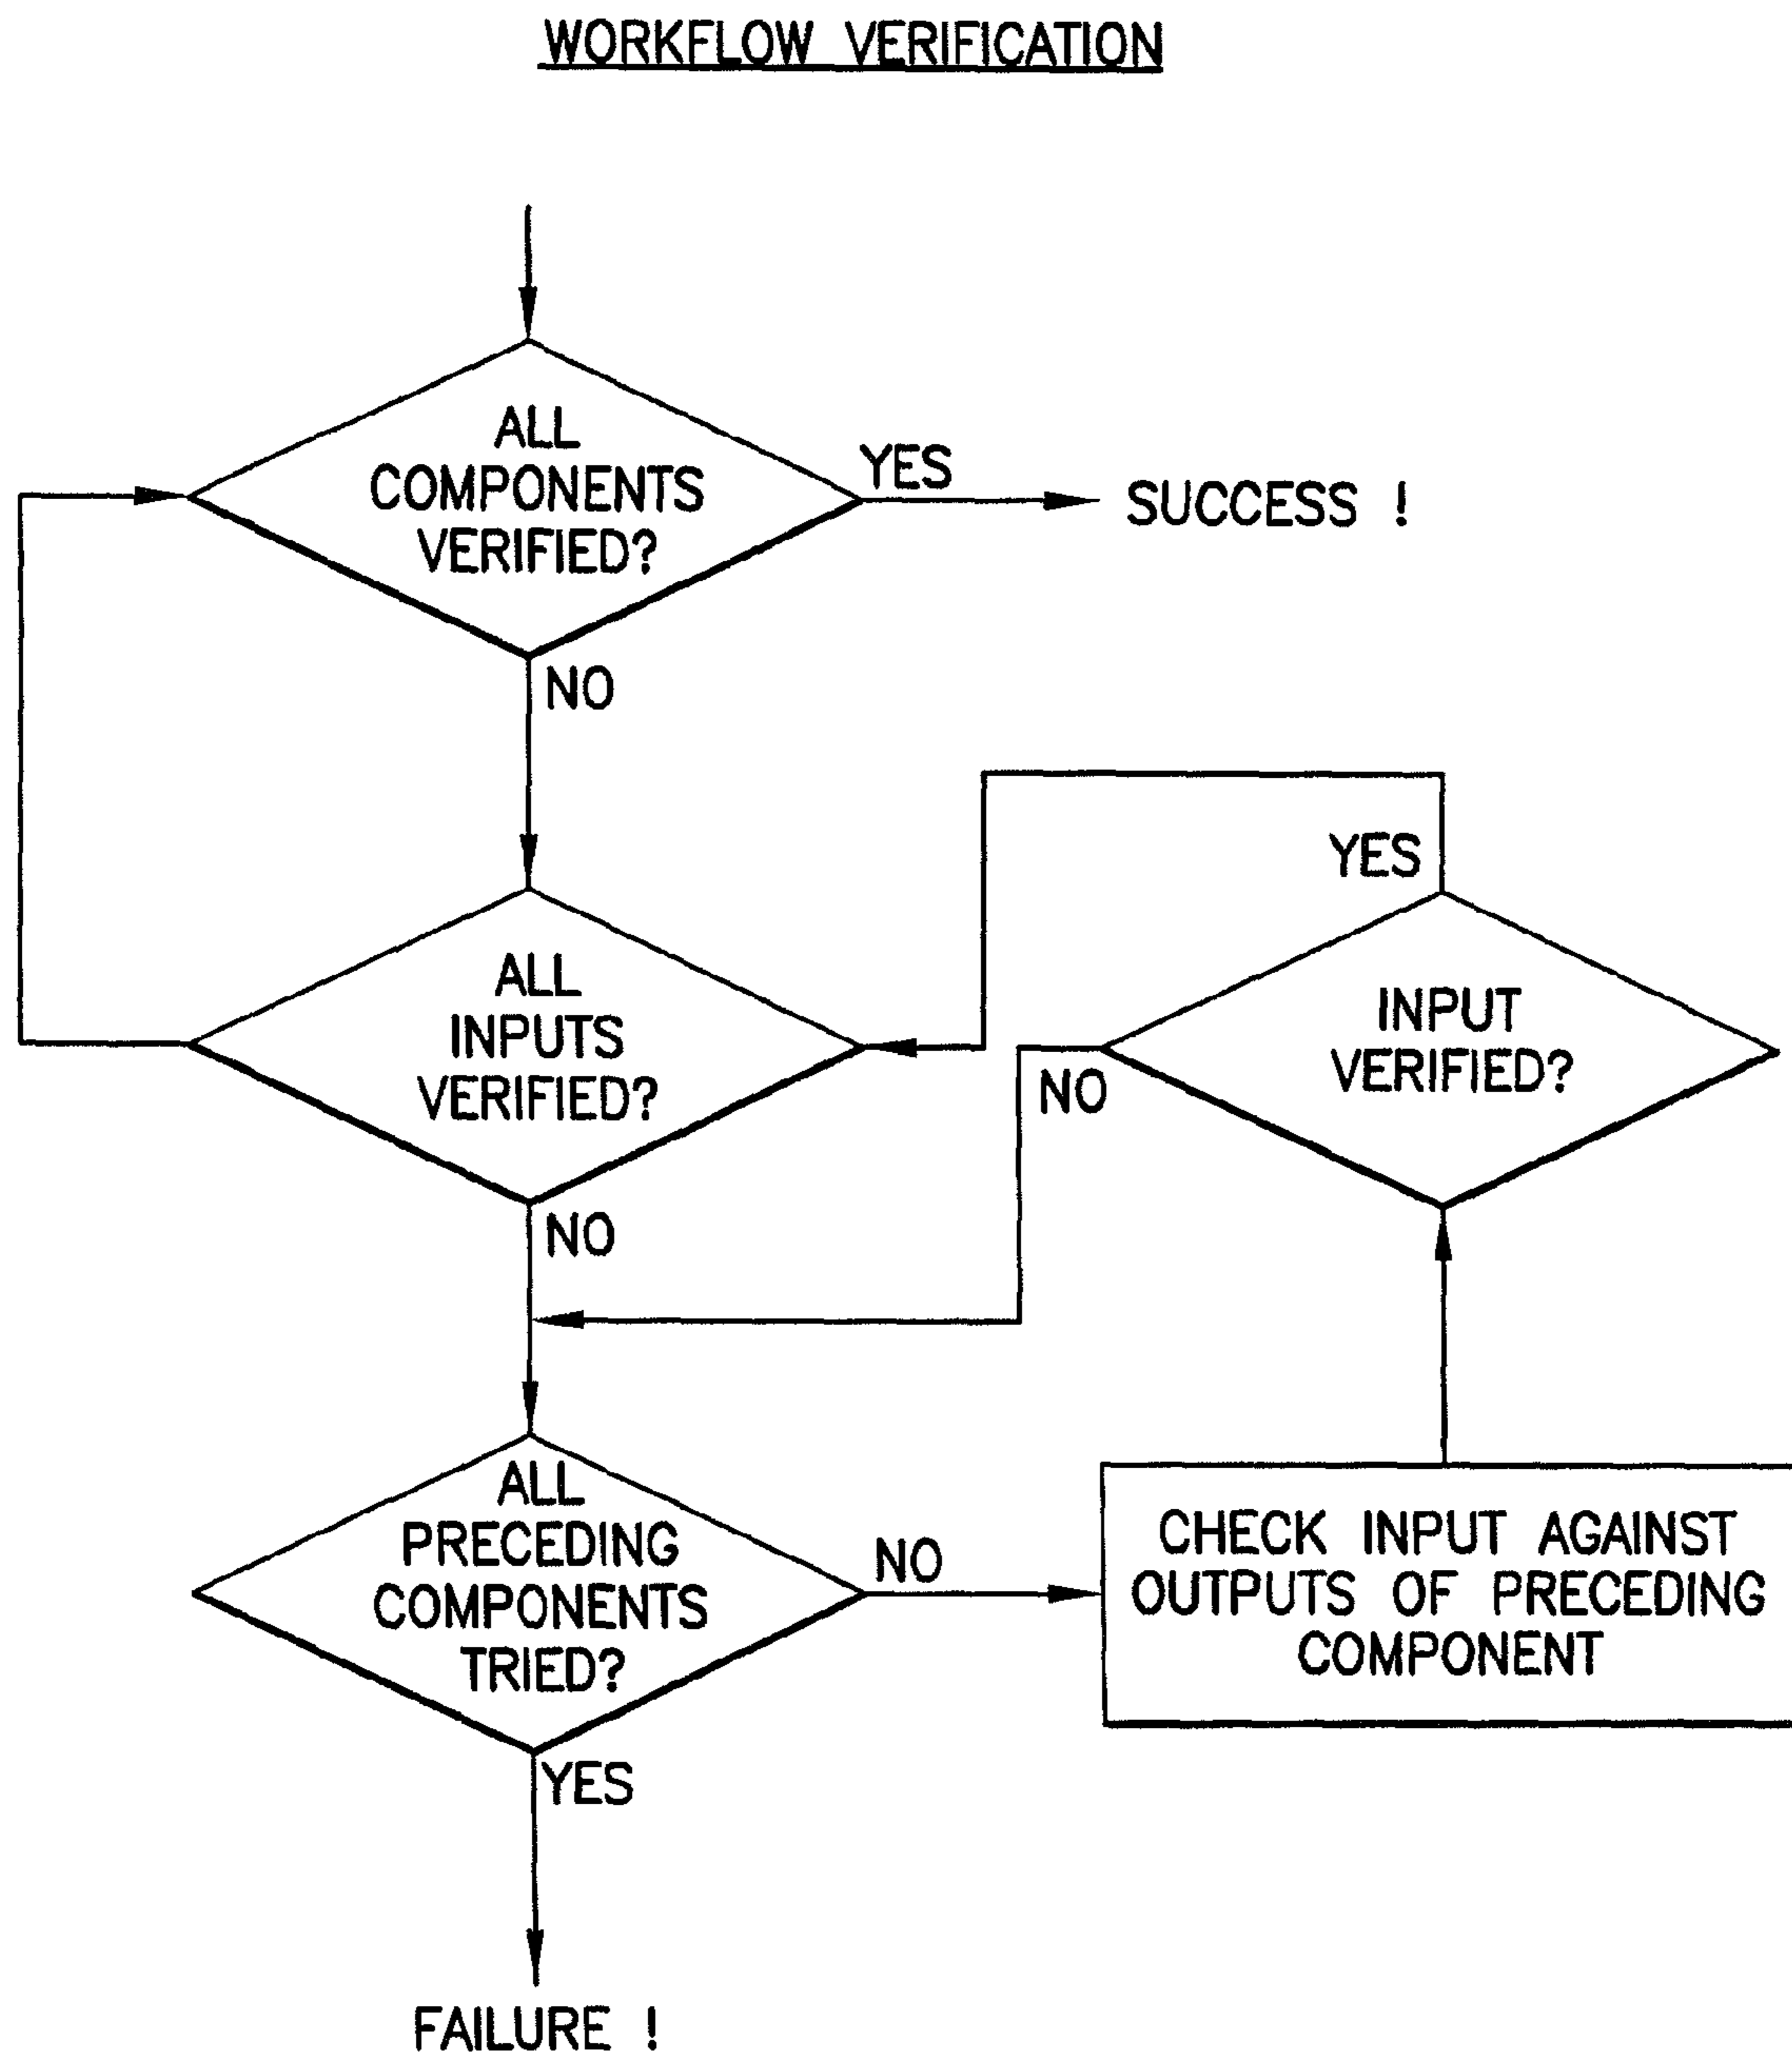 WORKFLOW VERIFICATION
ALL
COMPONENTS
VERIFIED?
YES
SUCCESS !
NO
ALL
INPUTS
VERIFIED?
YES
INPUT
VERIFIED?
NO
NO
ALL
PRECEDING
COMPONENTS
TRIED?
NO
CHECK INPUT AGAINST
OUTPUTS OF PRECEDING
COMPONENT
YES
FAILURE !